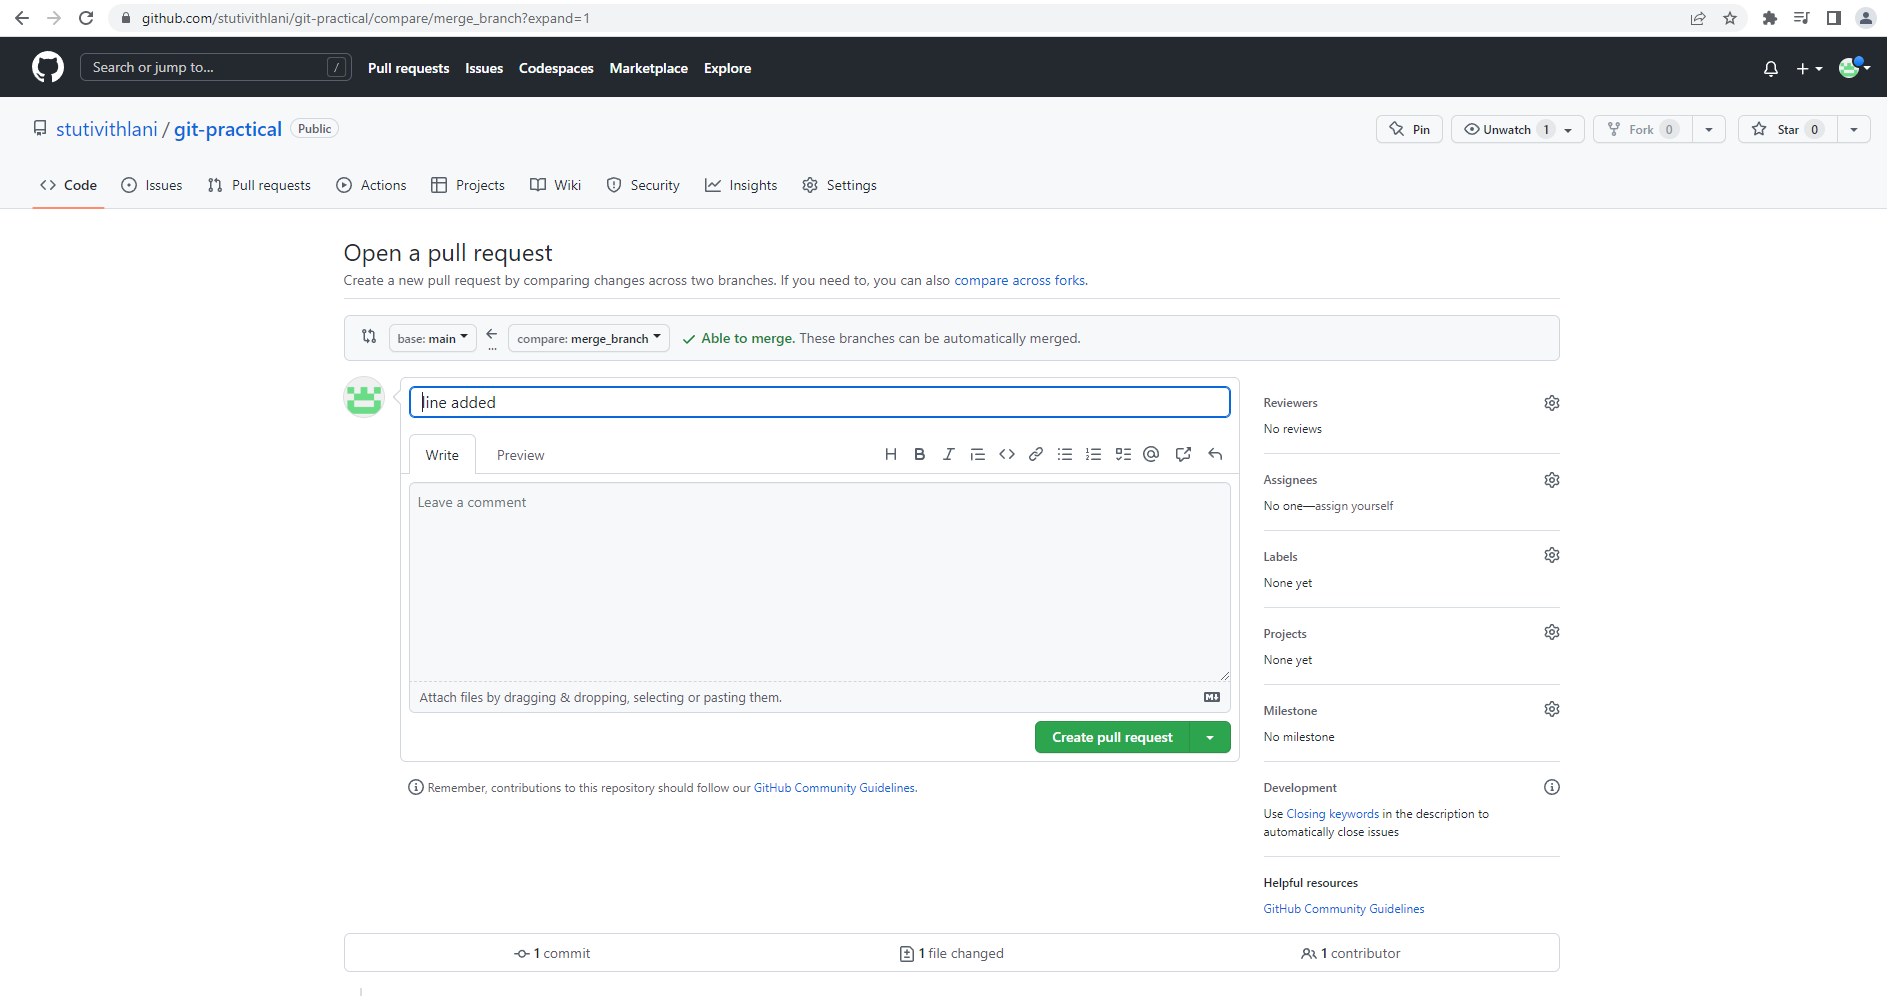 github.com/stutivithlani/git-practical/compare/merge_branch?expand=1
Search or jump to... /
Pull requests Issues Codespaces Marketplace Explore
stutivithlani / git-practical Public
Pin Unwatch 1 Fork 0 Star 0
Code Issues Pull requests Actions Projects Wiki Security Insights Settings
Open a pull request
Create a new pull request by comparing changes across two branches. If you need to, you can also compare across forks.
base: main ... compare: merge_branch Able to merge. These branches can be automatically merged.
line added
Write Preview
Leave a comment
Attach files by dragging & dropping, selecting or pasting them.
Create pull request
Remember, contributions to this repository should follow our GitHub Community Guidelines.
Reviewers
No reviews
Assignees
No one—assign yourself
Labels
None yet
Projects
None yet
Milestone
No milestone
Development
Use Closing keywords in the description to
automatically close issues
Helpful resources
GitHub Community Guidelines
1 commit 1 file changed 1 contributor